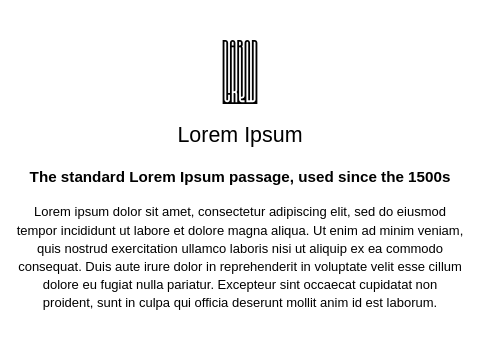 Lorem Ipsum
The standard Lorem Ipsum passage, used since the 1500s
Lorem ipsum dolor sit amet, consectetur adipiscing elit, sed do eiusmod
tempor incididunt ut labore et dolore magna aliqua. Ut enim ad minim veniam,
quis nostrud exercitation ullamco laboris nisi ut aliquip ex ea commodo
consequat. Duis aute irure dolor in reprehenderit in voluptate velit esse cillum
dolore eu fugiat nulla pariatur. Excepteur sint occaecat cupidatat non
proident, sunt in culpa qui officia deserunt mollit anim id est laborum.